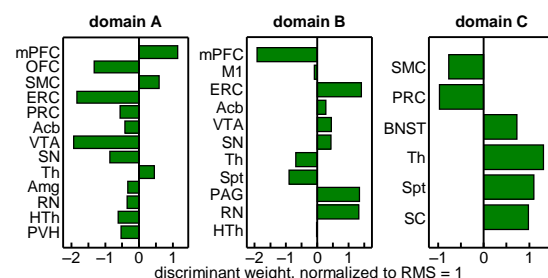 domain A
mPFC
OFC
SMC
ERC
PRC
Acb
VTA
SN
Th
Amg
RN
HTh
PVH
−2 −1 0 1
domain B
mPFC
M1
ERC
Acb
VTA
SN
Th
Spt
PAG
RN
HTh
−2 −1 0 1
domain C
SMC
PRC
BNST
Th
Spt
SC
−1 0 1
discriminant weight, normalized to RMS = 1